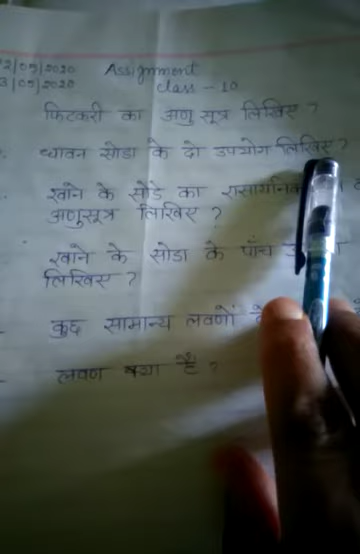 2/09/2020 Assignment
3/09/2020 class - 10
फिटकरी का अणु सूत्र लिखिए ?
धावन सोडा के दो उपयोग लिखिए ?
खाने के सोडे का रासायनिक
अणुसूत्र लिखिए ?
खाने के सोडा के पाँच
लिखिए ?
कुछ सामान्य लवणों के
लवण क्या है ?